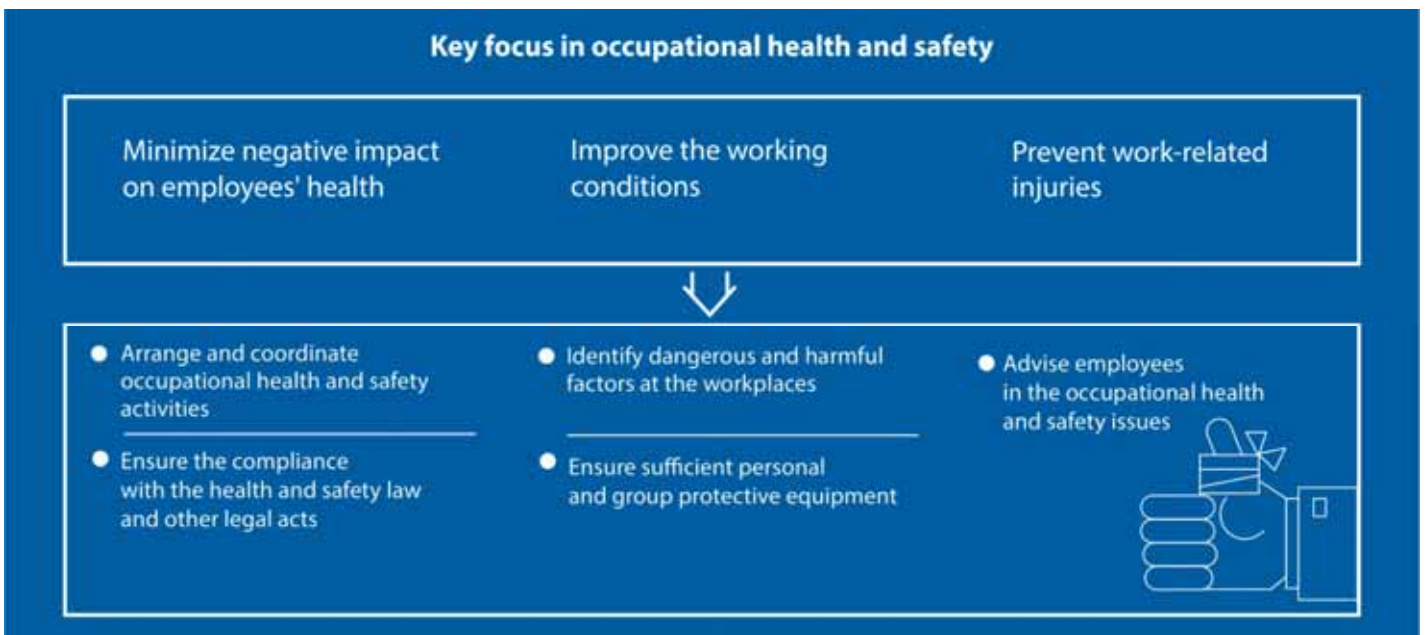 Key focus in occupational health and safety
Minimize negative impact
on employees' health
Improve the working
conditions
Prevent work-related
injuries
Arrange and coordinate
occupational health and safety
activities
Ensure the compliance
with the health and safety law
and other legal acts
Identify dangerous and harmful
factors at the workplaces
Ensure sufficient personal
and group protective equipment
Advise employees
in the occupational health
and safety issues